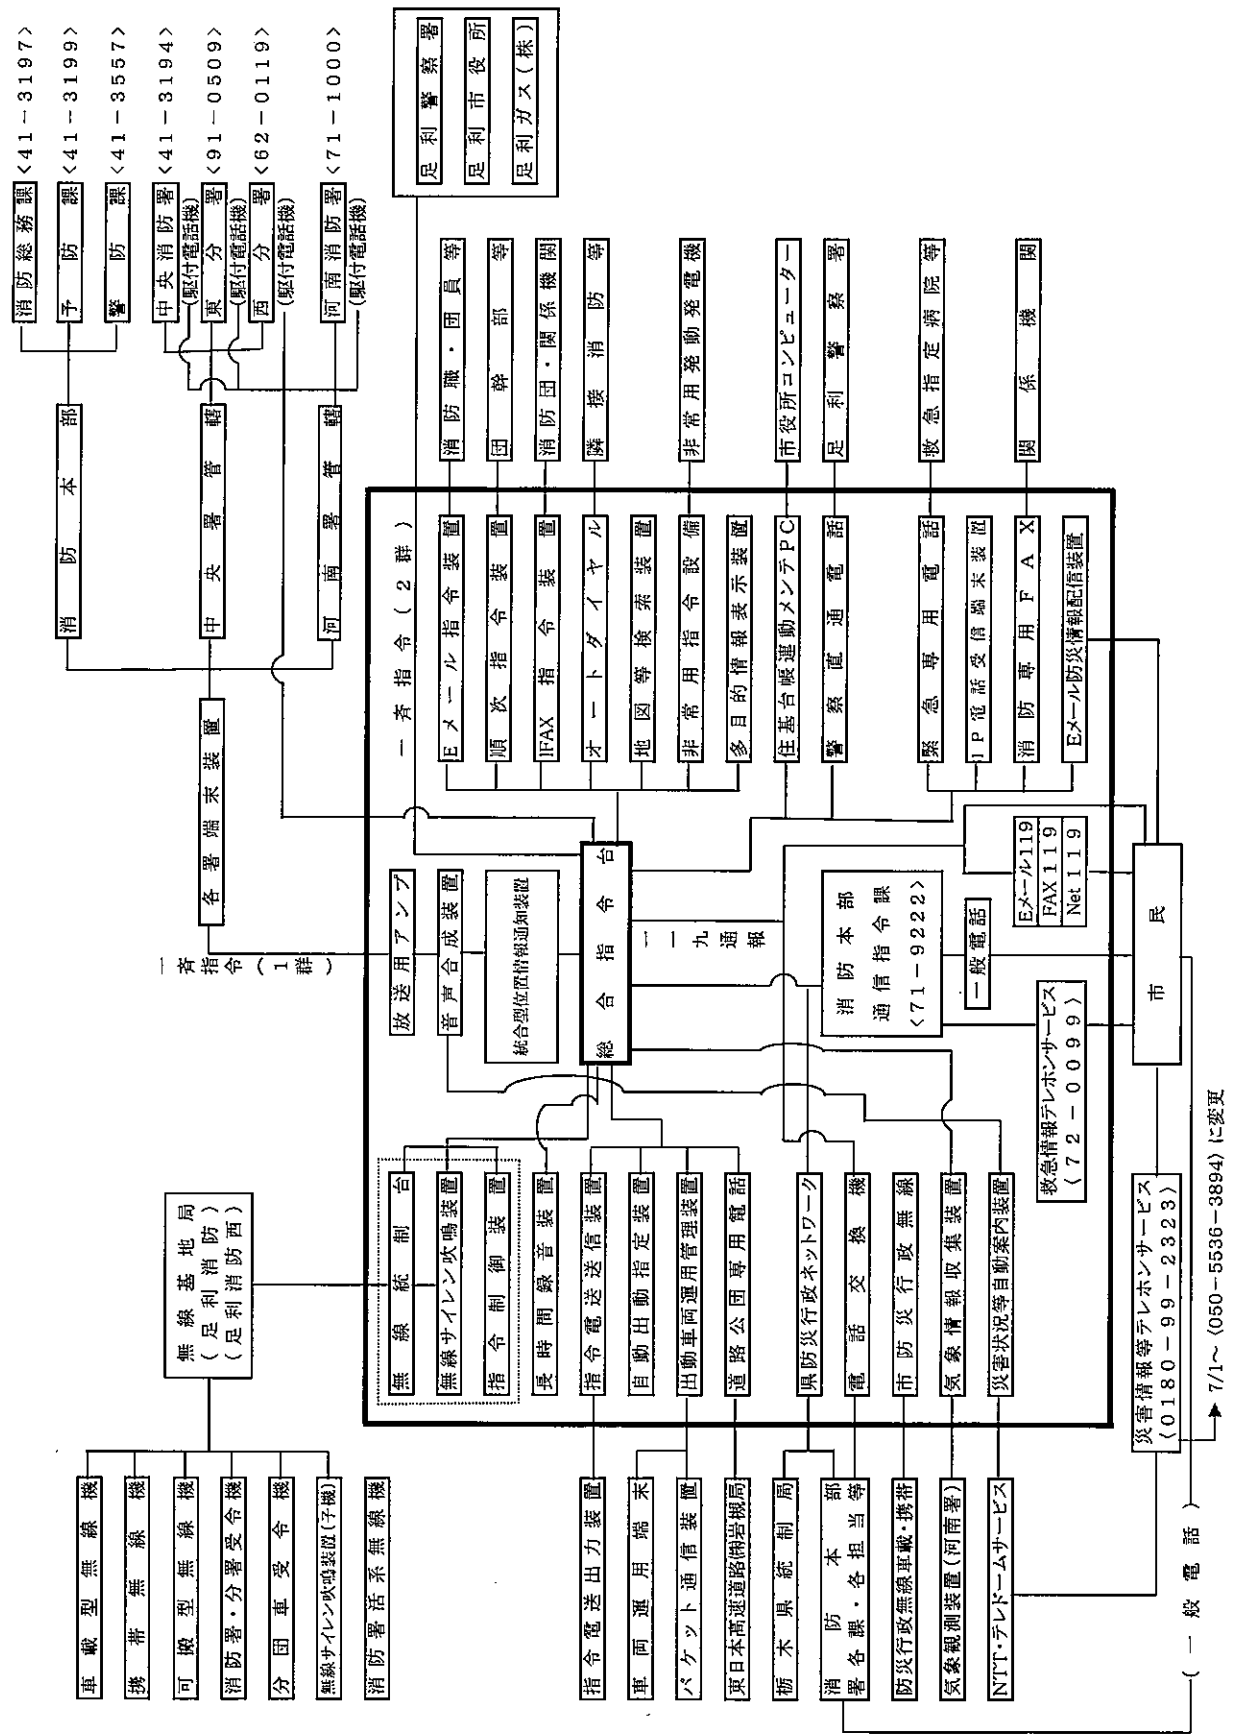 車載型無線機
携帯無線機
可搬型無線機
消防署・分署受令機
分団車受令機
無線サイレン吹鳴装置(子機)
消防署活系無線機
無線基地局
(足利消防)
(足利消防西)
一斉指令(1群)
各署端末装置
消防本部
中央署管轄
河南署管轄
消防総務課
〈41-3197〉
予防課
〈41-3199〉
警防課
〈41-3557〉
中央消防署
〈41-3194〉
(駆付電話機)
東分署
〈91-0509〉
(駆付電話機)
西分署
〈62-0119〉
(駆付電話機)
河南消防署
〈71-1000〉
(駆付電話機)
無線統制台
無線サイレン吹鳴装置
指令制御装置
長時間録音装置
指令電送送信装置
自動出動指定装置
出動車両運用管理装置
道路公団専用電話
県防災行政ネットワーク
電話交換機
市防災行政無線
気象情報収集装置
災害状況等自動案内装置
指令電送出力装置
車両運用端末
パケット通信装置
東日本高速道路㈱岩槻局
栃木県統制局
消防本部
署各課・各担当等
防災行政無線車載・携帯
気象観測装置(河南署)
NTT・テレドームサービス
放送用アンプ
音声合成装置
統合型位置情報通知装置
総合指令台
一一九通報
消防本部
通信指令課
〈71-9222〉
一般電話
救急情報テレホンサービス
(72-0099)
Eメール119
FAX119
Net119
一斉指令(2群)
Eメール指令装置
順次指令装置
IFAX指令装置
オートダイヤル
地図等検索装置
非常用指令設備
多目的情報表示装置
住基台帳連動メンテPC
警察直通電話
緊急専用電話
IP電話受信端末装置
消防専用FAX
Eメール防災情報配信装置
消防職・団員等
団幹部等
消防団・関係機関
隣接消防等
非常用発動発電機
市役所コンピューター
足利警察署
救急指定病院等
関係機関
足利警察署
足利市役所
足利ガス(株)
市民
災害情報等テレホンサービス
(0180-99-2323)
7/1～(050-5536-3894)に変更
(一般電話)